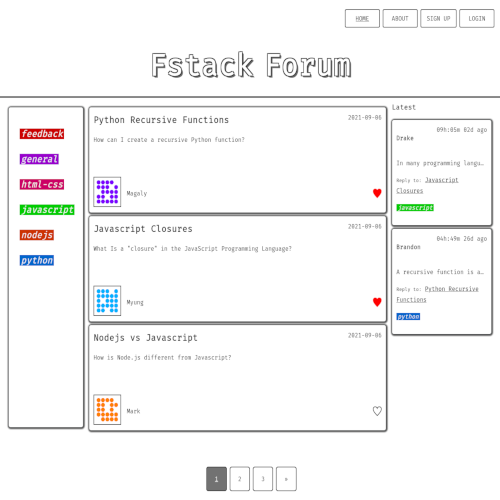 HOME ABOUT SIGN UP LOGIN
Fstack Forum
feedback
general
html-css
javascript
nodejs
python
Python Recursive Functions 2021-09-06
How can I create a recursive Python function?
Magaly
Javascript Closures 2021-09-06
What Is a "closure" in the JavaScript Programming Language?
Myung
Nodejs vs Javascript 2021-09-06
How is Node.js different from Javascript?
Mark
Latest
09h:05m 02d ago
Drake
In many programming langu…
Reply to: Javascript
Closures
javascript
04h:49m 26d ago
Brandon
A recursive function is a…
Reply to: Python Recursive
Functions
python
1 2 3 »